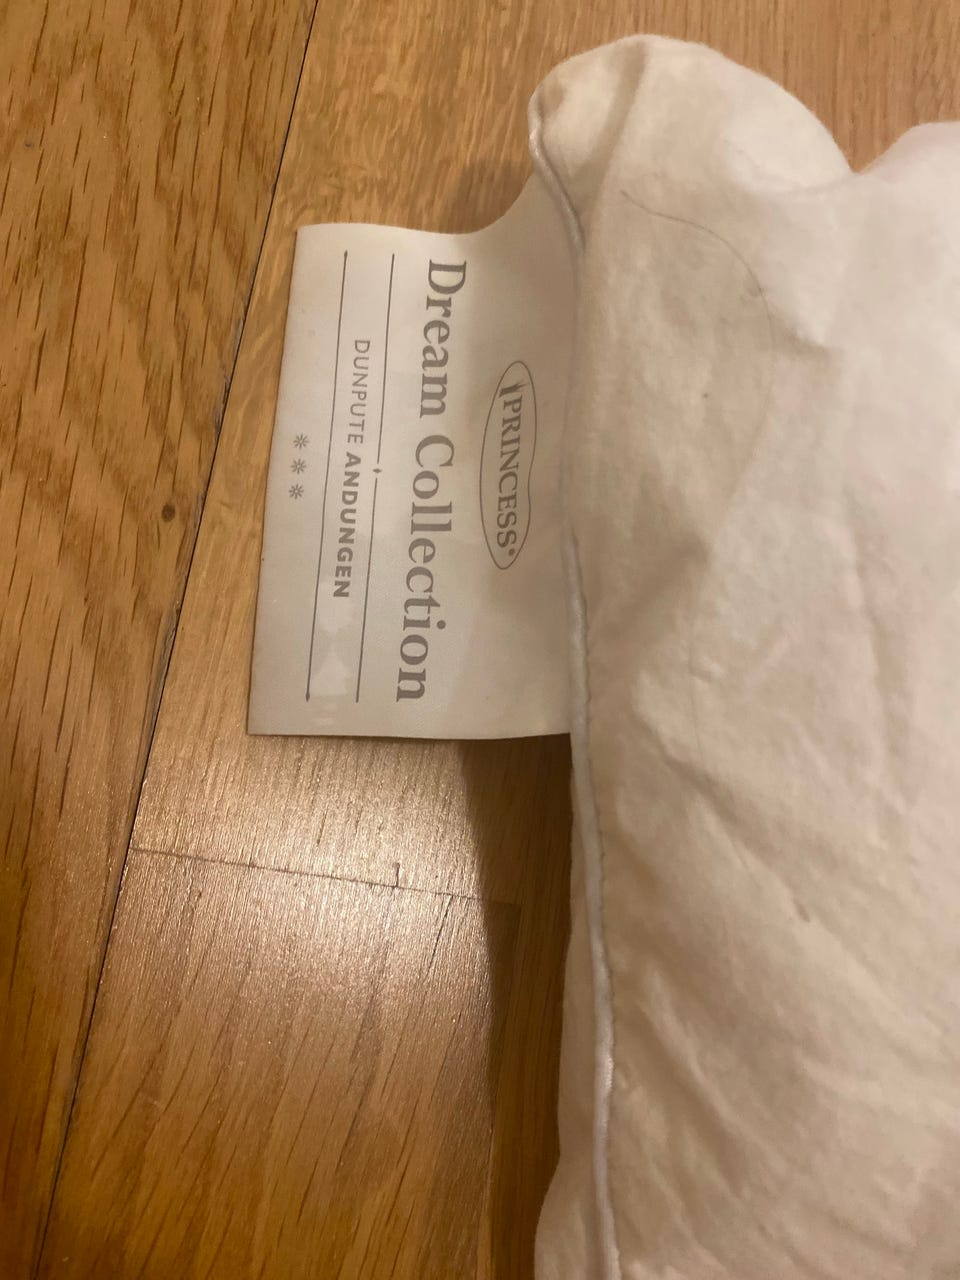 PRINCESS®
Dream Collection
DUNPUTE ANDUNGEN